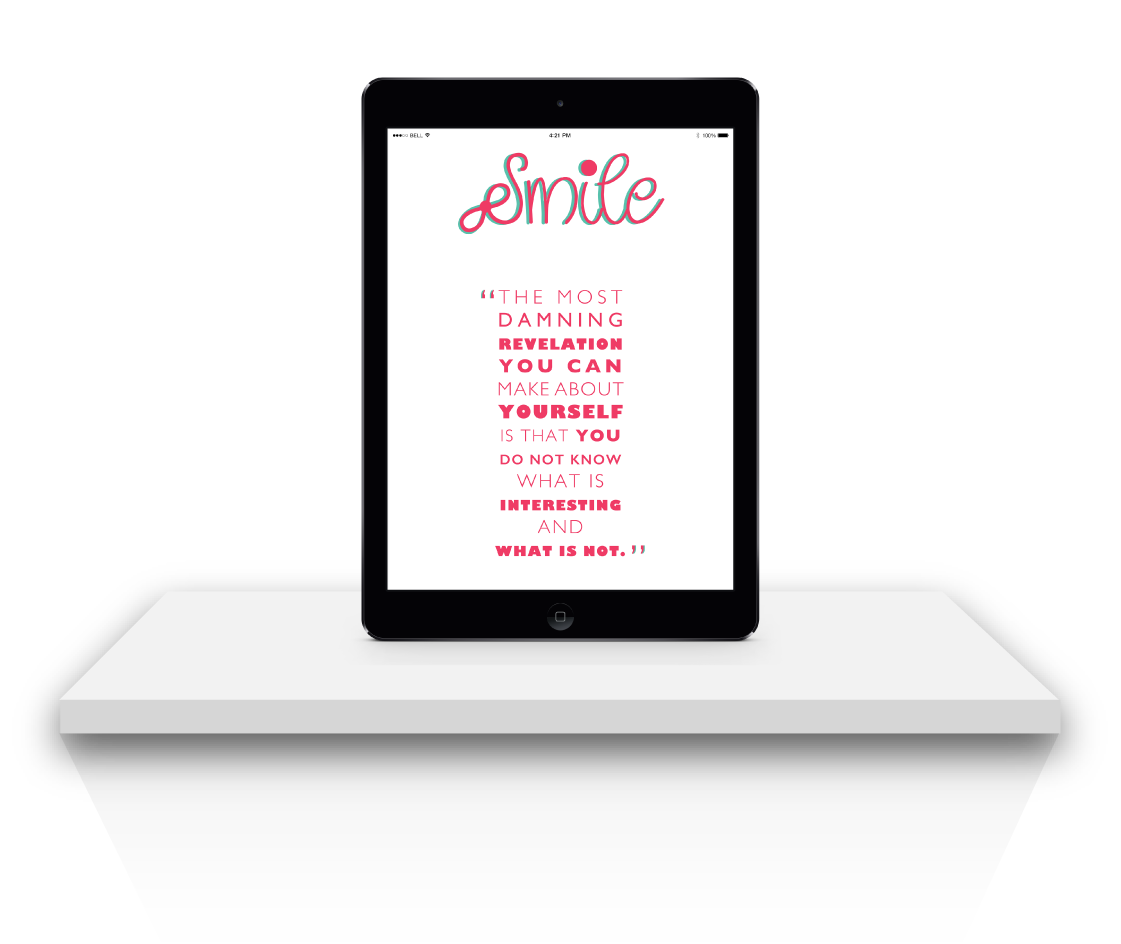 BELL
4:21 PM
100%
Smile
“THE MOST
DAMNING
REVELATION
YOU CAN
MAKE ABOUT
YOURSELF
IS THAT YOU
DO NOT KNOW
WHAT IS
INTERESTING
AND
WHAT IS NOT.”